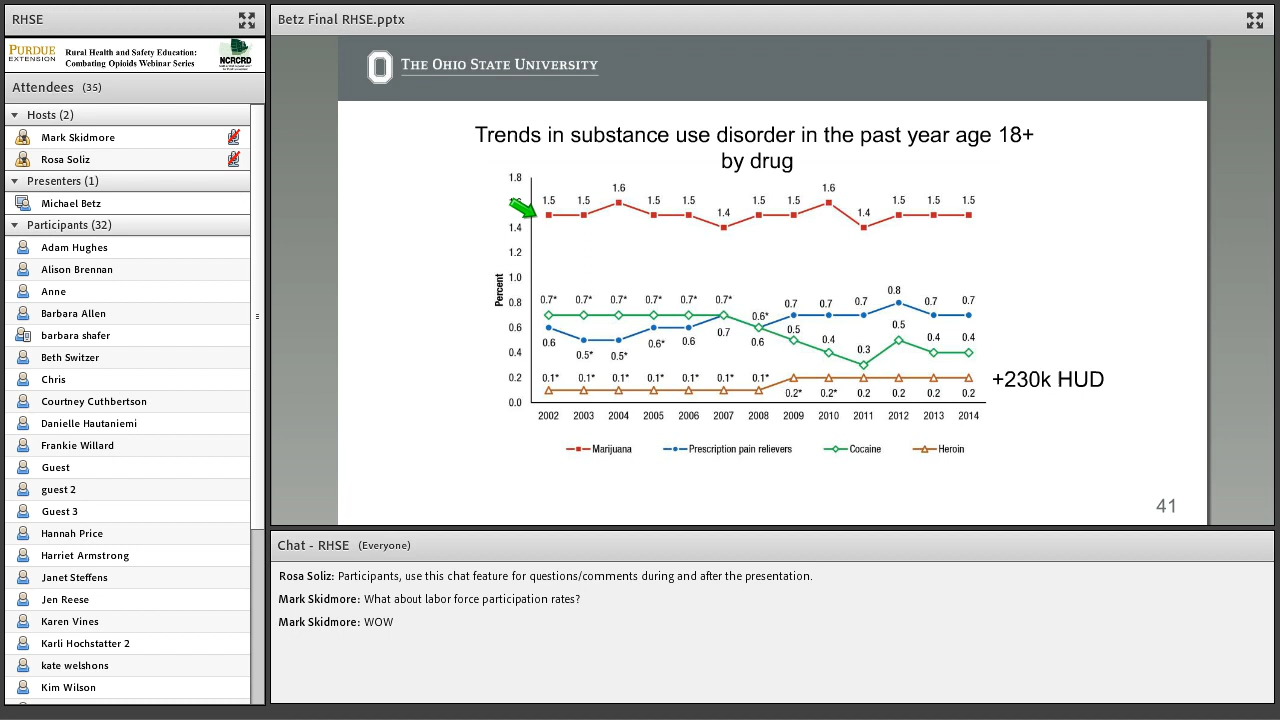 RHSE
PURDUE
EXTENSION
Rural Health and Safety Education:
Combating Opioids Webinar Series
NCRCRD
Attendees (35)
Hosts (2)
Mark Skidmore
Rosa Soliz
Presenters (1)
Michael Betz
Participants (32)
Adam Hughes
Alison Brennan
Anne
Barbara Allen
barbara shafer
Beth Switzer
Chris
Courtney Cuthbertson
Danielle Hautaniemi
Frankie Willard
Guest
guest 2
Guest 3
Hannah Price
Harriet Armstrong
Janet Steffens
Jen Reese
Karen Vines
Karli Hochstatter 2
kate welshons
Kim Wilson
Betz Final RHSE.pptx
THE OHIO STATE UNIVERSITY
Trends in substance use disorder in the past year age 18+
by drug
Percent
1.8
1.4
1.2
1.0
0.8
0.6
0.4
0.2
0.0
1.5 1.5 1.6 1.5 1.5 1.4 1.5 1.5 1.6 1.4 1.5 1.5 1.5
0.7* 0.7* 0.7* 0.7* 0.7* 0.7* 0.6* 0.7 0.7 0.7 0.8 0.7 0.7
0.6 0.5* 0.5* 0.6* 0.6 0.7 0.6 0.5 0.4 0.3 0.5 0.4 0.4
0.1* 0.1* 0.1* 0.1* 0.1* 0.1* 0.1* 0.2* 0.2* 0.2 0.2 0.2 0.2
+230k HUD
2002 2003 2004 2005 2006 2007 2008 2009 2010 2011 2012 2013 2014
Marijuana Prescription pain relievers Cocaine Heroin
41
Chat - RHSE (Everyone)
Rosa Soliz: Participants, use this chat feature for questions/comments during and after the presentation.
Mark Skidmore: What about labor force participation rates?
Mark Skidmore: WOW